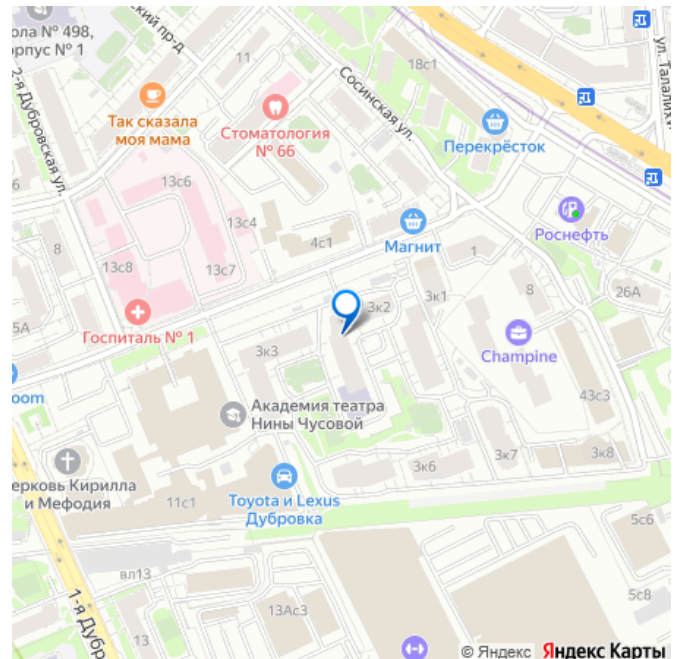 ский пр-д
ола № 498,
орпус № 1
11
18с1
ул. Талалиху
2-я Дубровская ул.
Так сказала
моя мама
Стоматология
№ 66
Сосинская ул.
Перекрёсток
13с6
13с4
4с1
Магнит
Роснефть
8
13с8
13с7
1
5А
Госпиталь № 1
3к2
3к1
8
26А
3к3
Champine
oom
Академия театра
Нины Чусовой
43с3
ерковь Кирилла
и Мефодия
11с1
3к6
3к7
3к8
Toyota и Lexus
Дубровка
5с6
вл13
1-я Дубр
13
13Ас3
5с8
© Яндекс Яндекс Карты